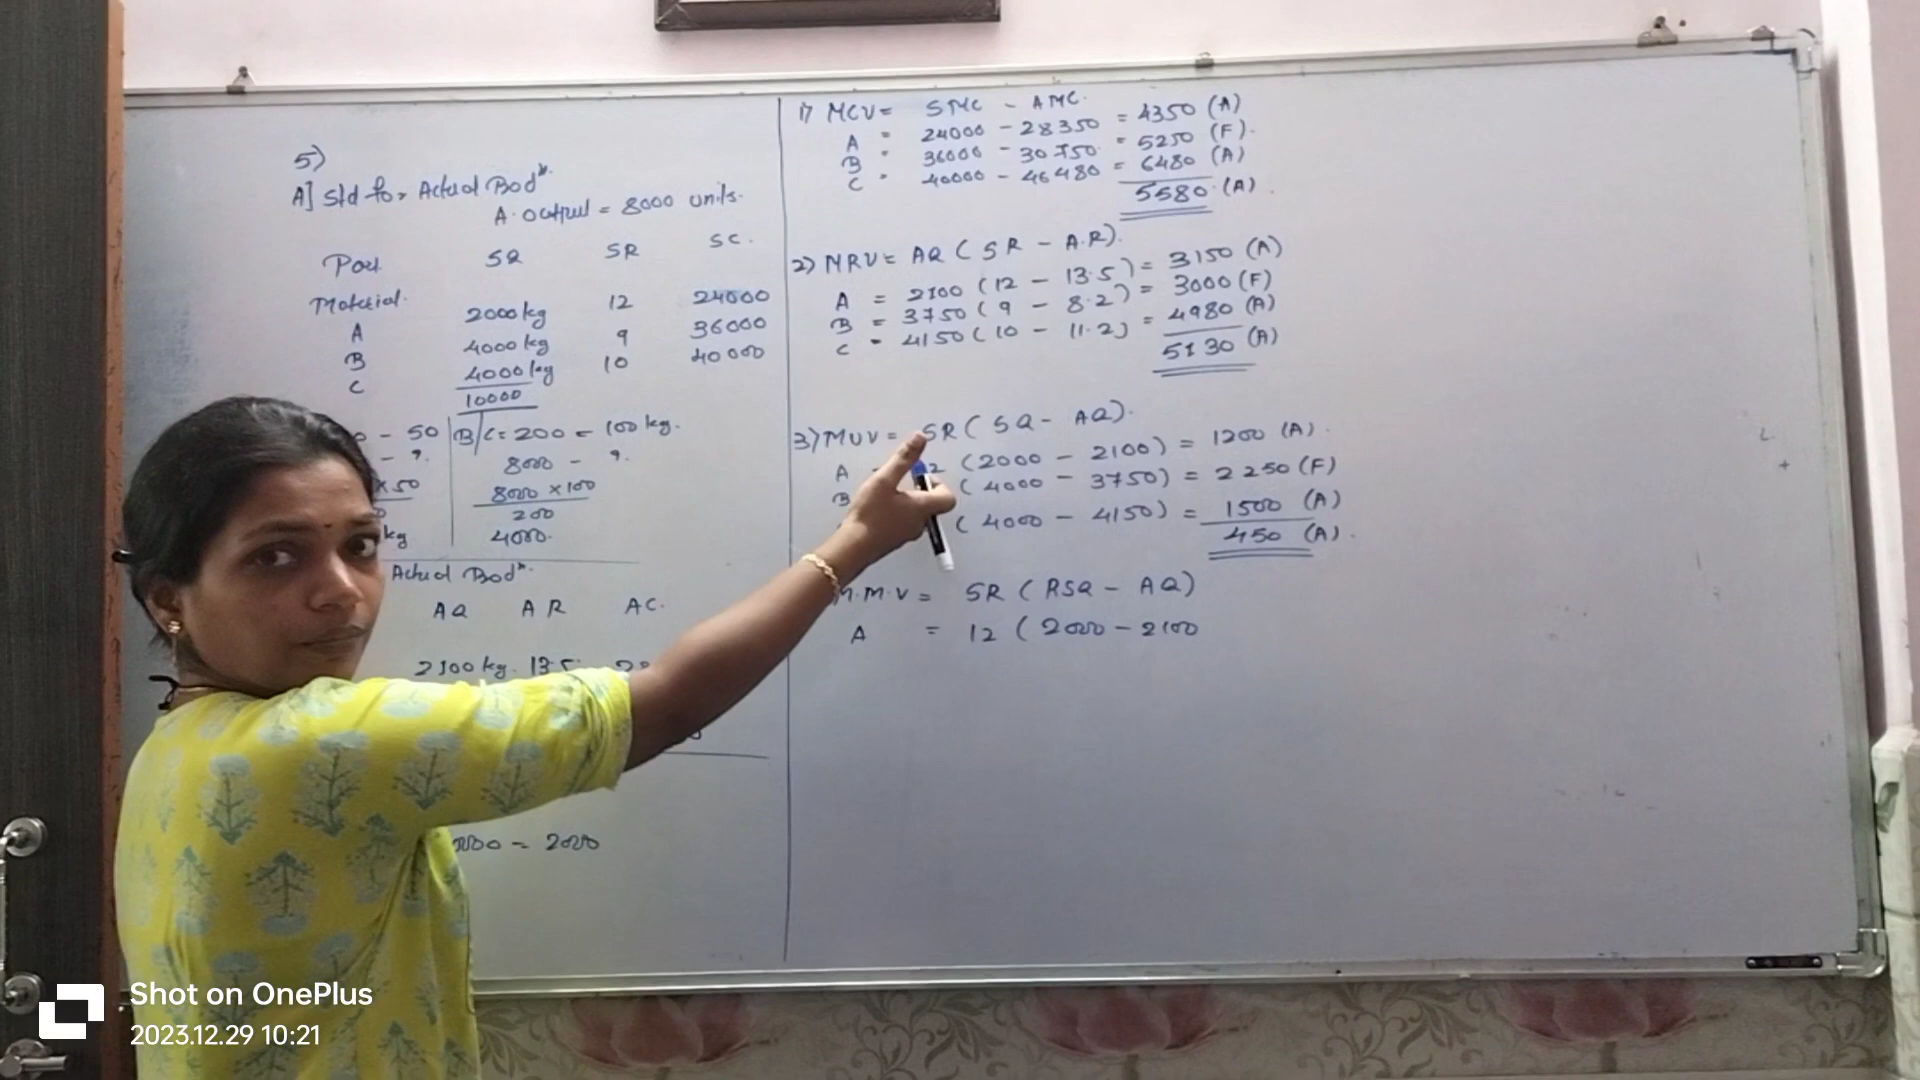 5)
A] Std for Actual Prodⁿ.
A. output = 8000 units.
Part SQ SR SC.
Material.
A 2000 kg 12 24000
B 4000 kg 9 36000
C 4000 kg 10 40000
10000
- 50
- ?
x 50
kg
B/C = 200 = 100 kg.
8000 - ?
8000 x 100
200
4000.
Actual Prodⁿ.
AQ AR AC.
2100 kg. 13.5
= 2000
1) MCV = SMC - AMC.
A = 24000 - 28350 = 4350 (A)
B = 36000 - 30750 = 5250 (F).
C = 40000 - 46480 = 6480 (A)
5580 (A).
2) MRV = AQ (SR - A.R).
A = 2100 (12 - 13.5) = 3150 (A)
B = 3750 (9 - 8.2) = 3000 (F)
C = 4150 (10 - 11.2) = 4980 (A)
5130 (A)
3) MUV = SR (SQ - AQ).
A (2000 - 2100) = 1200 (A).
B (4000 - 3750) = 2250 (F)
(4000 - 4150) = 1500 (A)
450 (A).
M.M.V = SR (RSQ - AQ)
A = 12 (2000 - 2100
Shot on OnePlus
2023.12.29 10:21